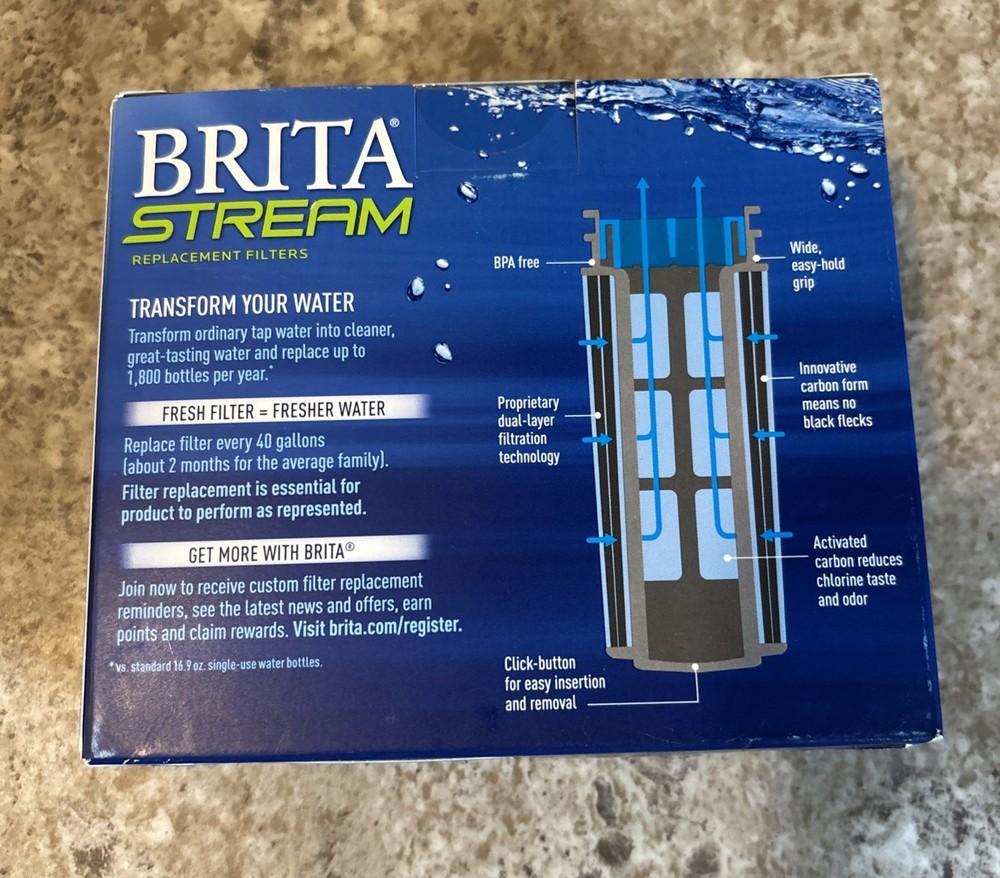 BRITA®
STREAM
REPLACEMENT FILTERS
TRANSFORM YOUR WATER
Transform ordinary tap water into cleaner,
great-tasting water and replace up to
1,800 bottles per year.*
FRESH FILTER = FRESHER WATER
Replace filter every 40 gallons
(about 2 months for the average family).
Filter replacement is essential for
product to perform as represented.
GET MORE WITH BRITA®
Join now to receive custom filter replacement
reminders, see the latest news and offers, earn
points and claim rewards. Visit brita.com/register.
*vs. standard 16.9 oz. single-use water bottles.
BPA free
Proprietary
dual-layer
filtration
technology
Click-button
for easy insertion
and removal
Wide,
easy-hold
grip
Innovative
carbon form
means no
black flecks
Activated
carbon reduces
chlorine taste
and odor